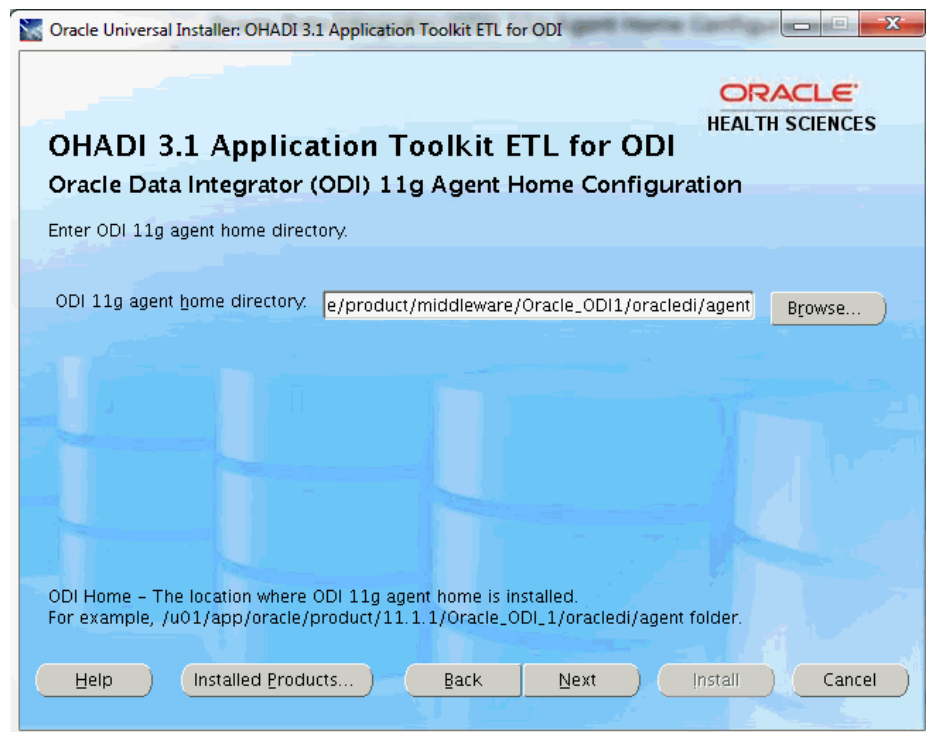 Oracle Universal Installer: OHADI 3.1 Application Toolkit ETL for ODI
ORACLE
HEALTH SCIENCES
OHADI 3.1 Application Toolkit ETL for ODI
Oracle Data Integrator (ODI) 11g Agent Home Configuration
Enter ODI 11g agent home directory.
ODI 11g agent home directory: e/product/middleware/Oracle_ODI1/oracledi/agent Browse...
ODI Home – The location where ODI 11g agent home is installed.
For example, /u01/app/oracle/product/11.1.1/Oracle_ODI_1/oracledi/agent folder.
Help Installed Products... Back Next Install Cancel